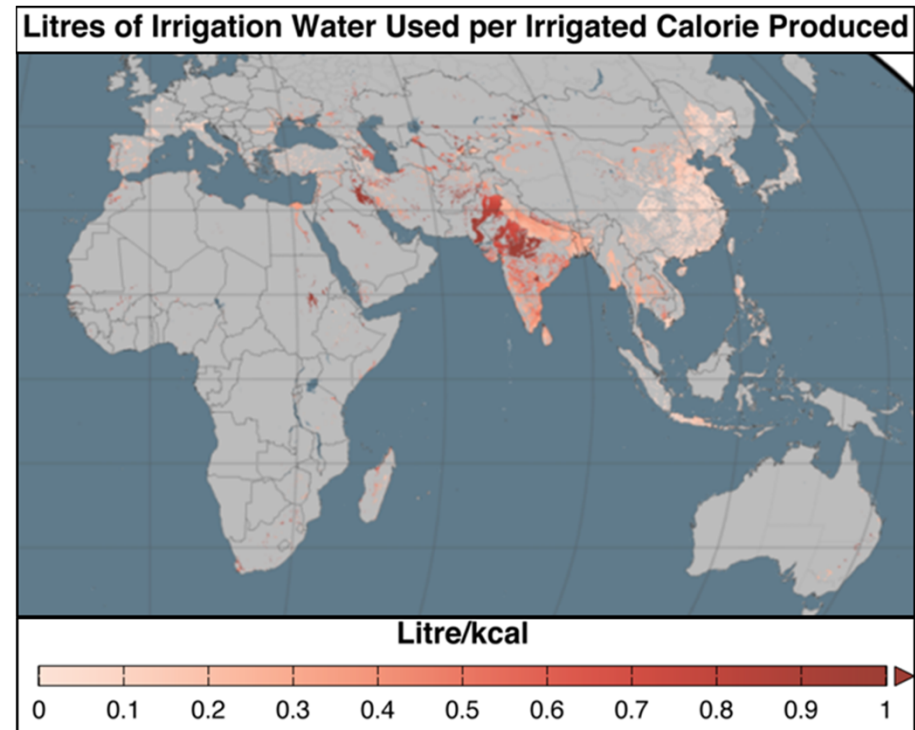 Litres of Irrigation Water Used per Irrigated Calorie Produced
Litre/kcal
0 0.1 0.2 0.3 0.4 0.5 0.6 0.7 0.8 0.9 1